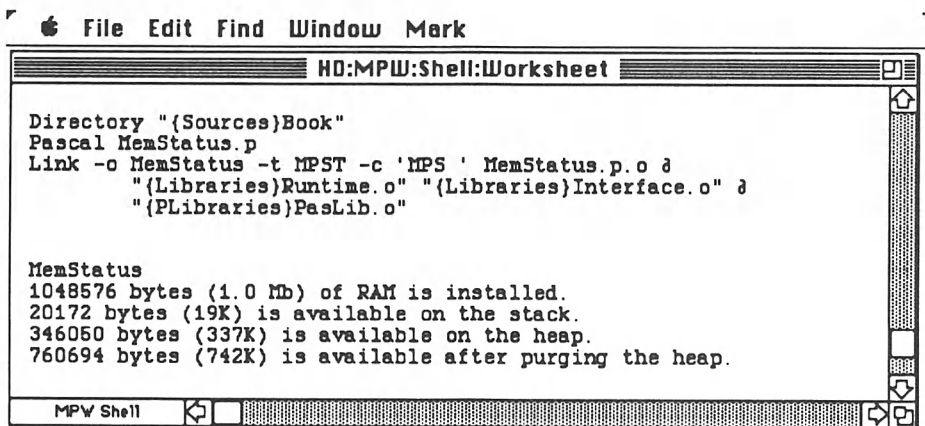 File Edit Find Window Mark
HD:MPW:Shell:Worksheet
Directory "{Sources}Book"
Pascal MemStatus.p
Link -o MemStatus -t MPST -c 'MPS ' MemStatus.p.o ∂
"{Libraries}Runtime.o" "{Libraries}Interface.o" ∂
"{PLibraries}PasLib.o"
MemStatus
1048576 bytes (1.0 Mb) of RAM is installed.
20172 bytes (19K) is available on the stack.
346050 bytes (337K) is available on the heap.
760694 bytes (742K) is available after purging the heap.
MPW Shell